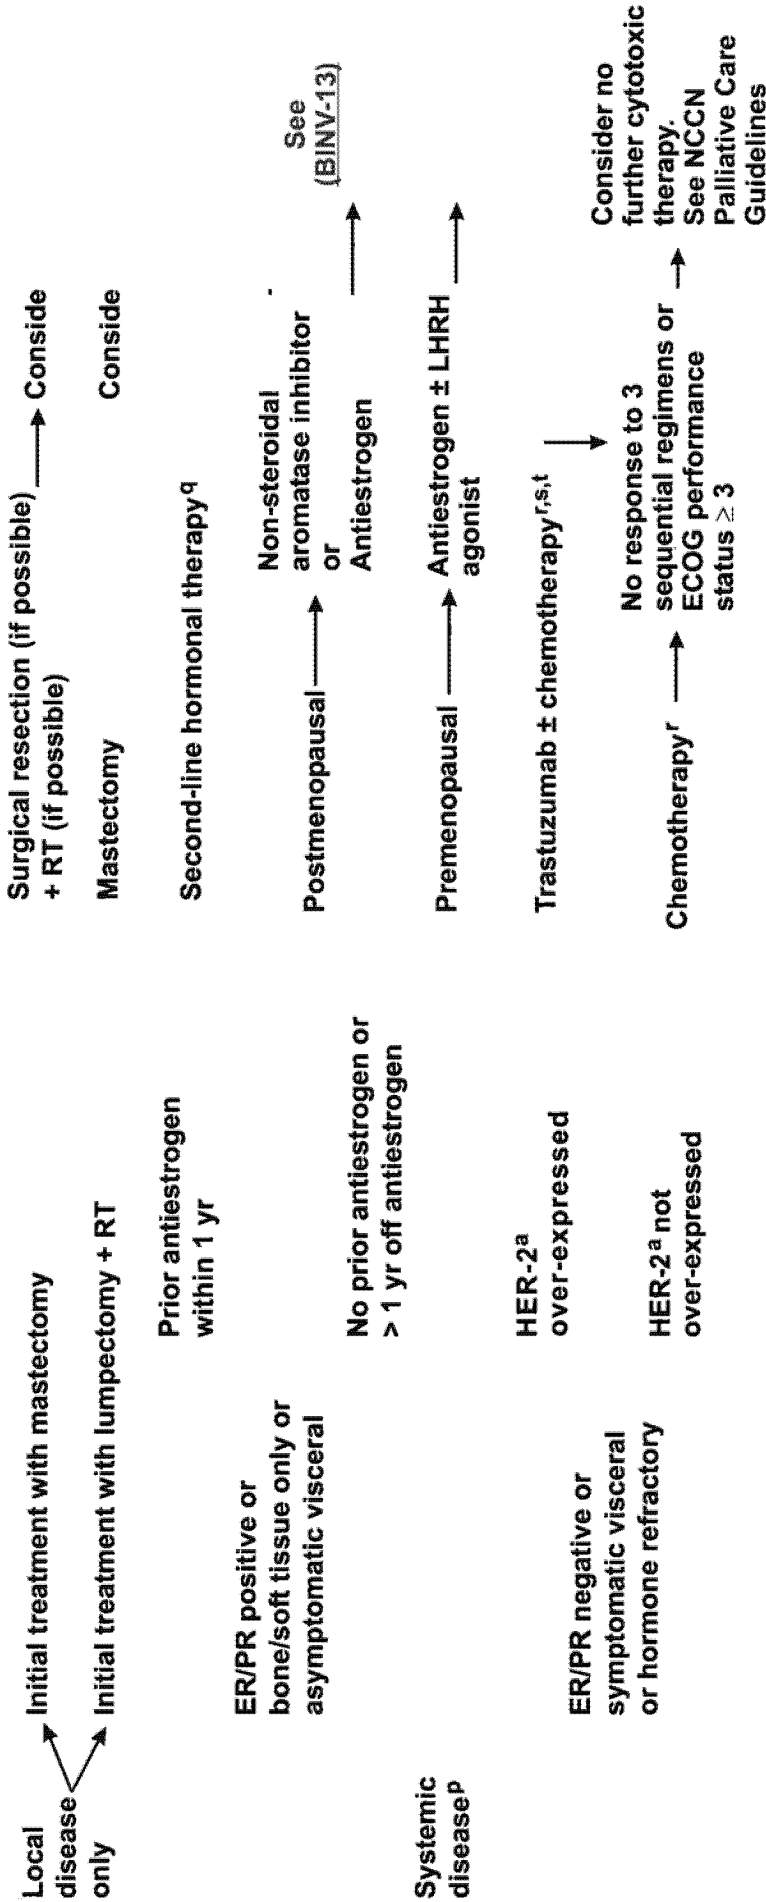 Local
disease
only
Initial treatment with mastectomy
Initial treatment with lumpectomy + RT
Surgical resection (if possible)
+ RT (if possible)
Conside
Mastectomy
Conside
Systemic
disease^p
ER/PR positive or
bone/soft tissue only or
asymptomatic visceral
Prior antiestrogen
within 1 yr
Second-line hormonal therapy^q
No prior antiestrogen or
> 1 yr off antiestrogen
Postmenopausal
Non-steroidal
aromatase inhibitor
or
Antiestrogen
See
(BINV-13)
Premenopausal
Antiestrogen ± LHRH
agonist
ER/PR negative or
symptomatic visceral
or hormone refractory
HER-2^a
over-expressed
Trastuzumab ± chemotherapy^r,s,t
HER-2^a not
over-expressed
Chemotherapy^r
No response to 3
sequential regimens or
ECOG performance
status ≥ 3
Consider no
further cytotoxic
therapy.
See NCCN
Palliative Care
Guidelines